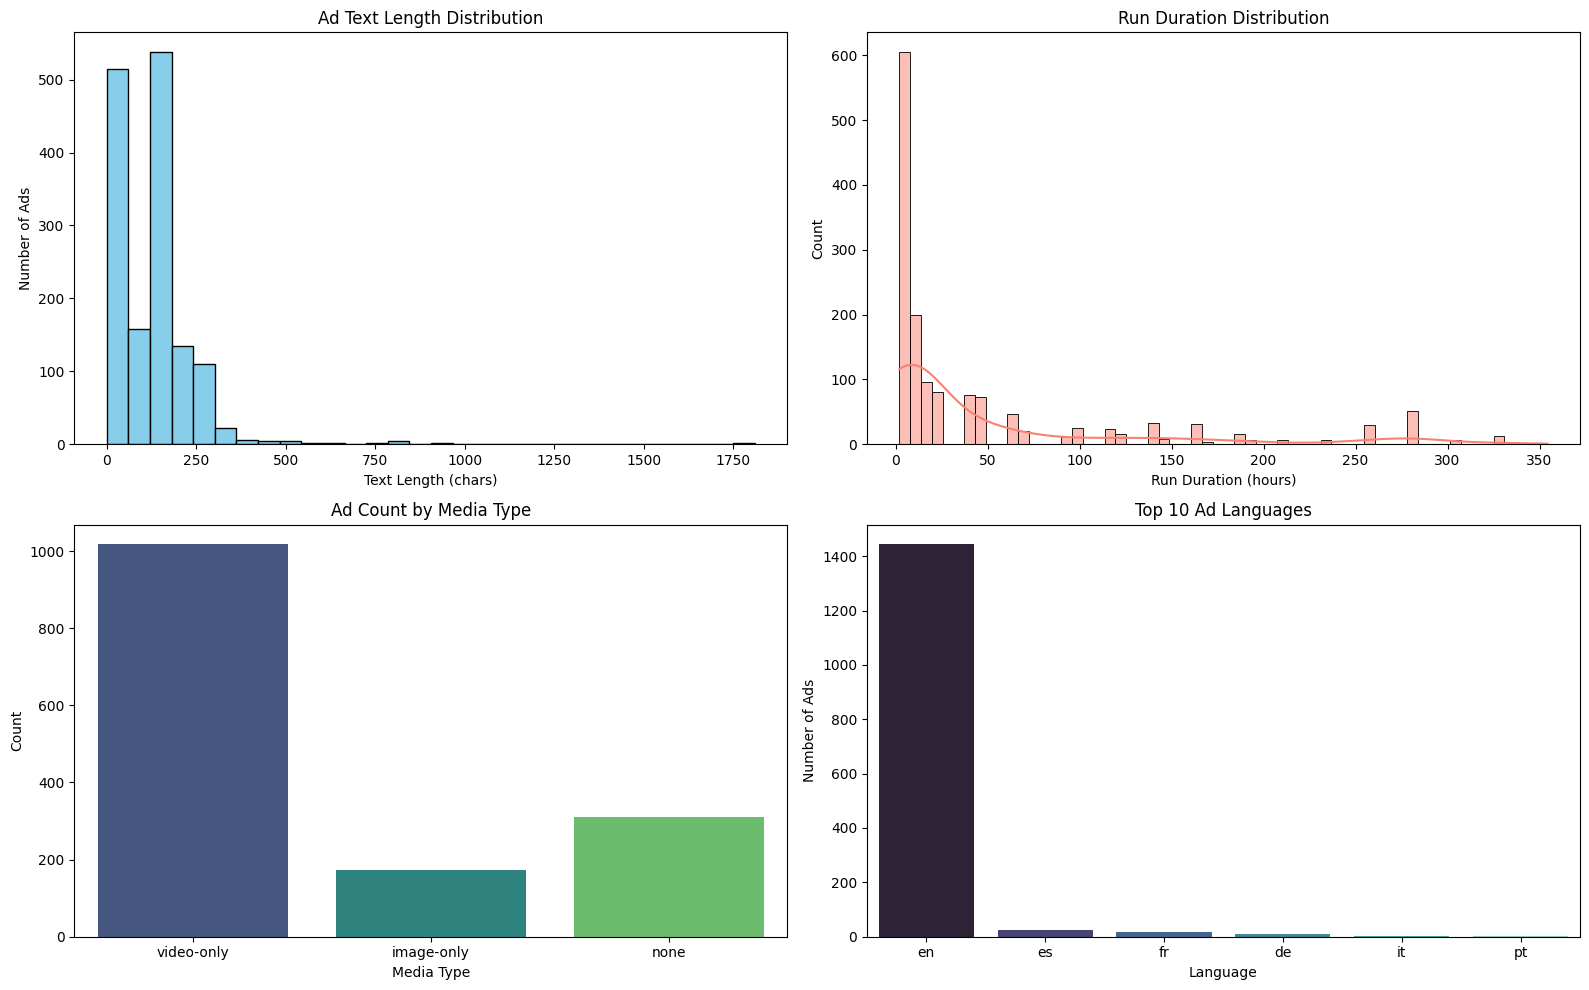 Ad Text Length Distribution
Number of Ads
500
400
300
200
100
0
0 250 500 750 1000 1250 1500 1750
Text Length (chars)
Run Duration Distribution
Count
600
500
400
300
200
100
0
0 50 100 150 200 250 300 350
Run Duration (hours)
Ad Count by Media Type
Count
1000
800
600
400
200
0
video-only image-only none
Media Type
Top 10 Ad Languages
Number of Ads
1400
1200
1000
800
600
400
200
0
en es fr de it pt
Language